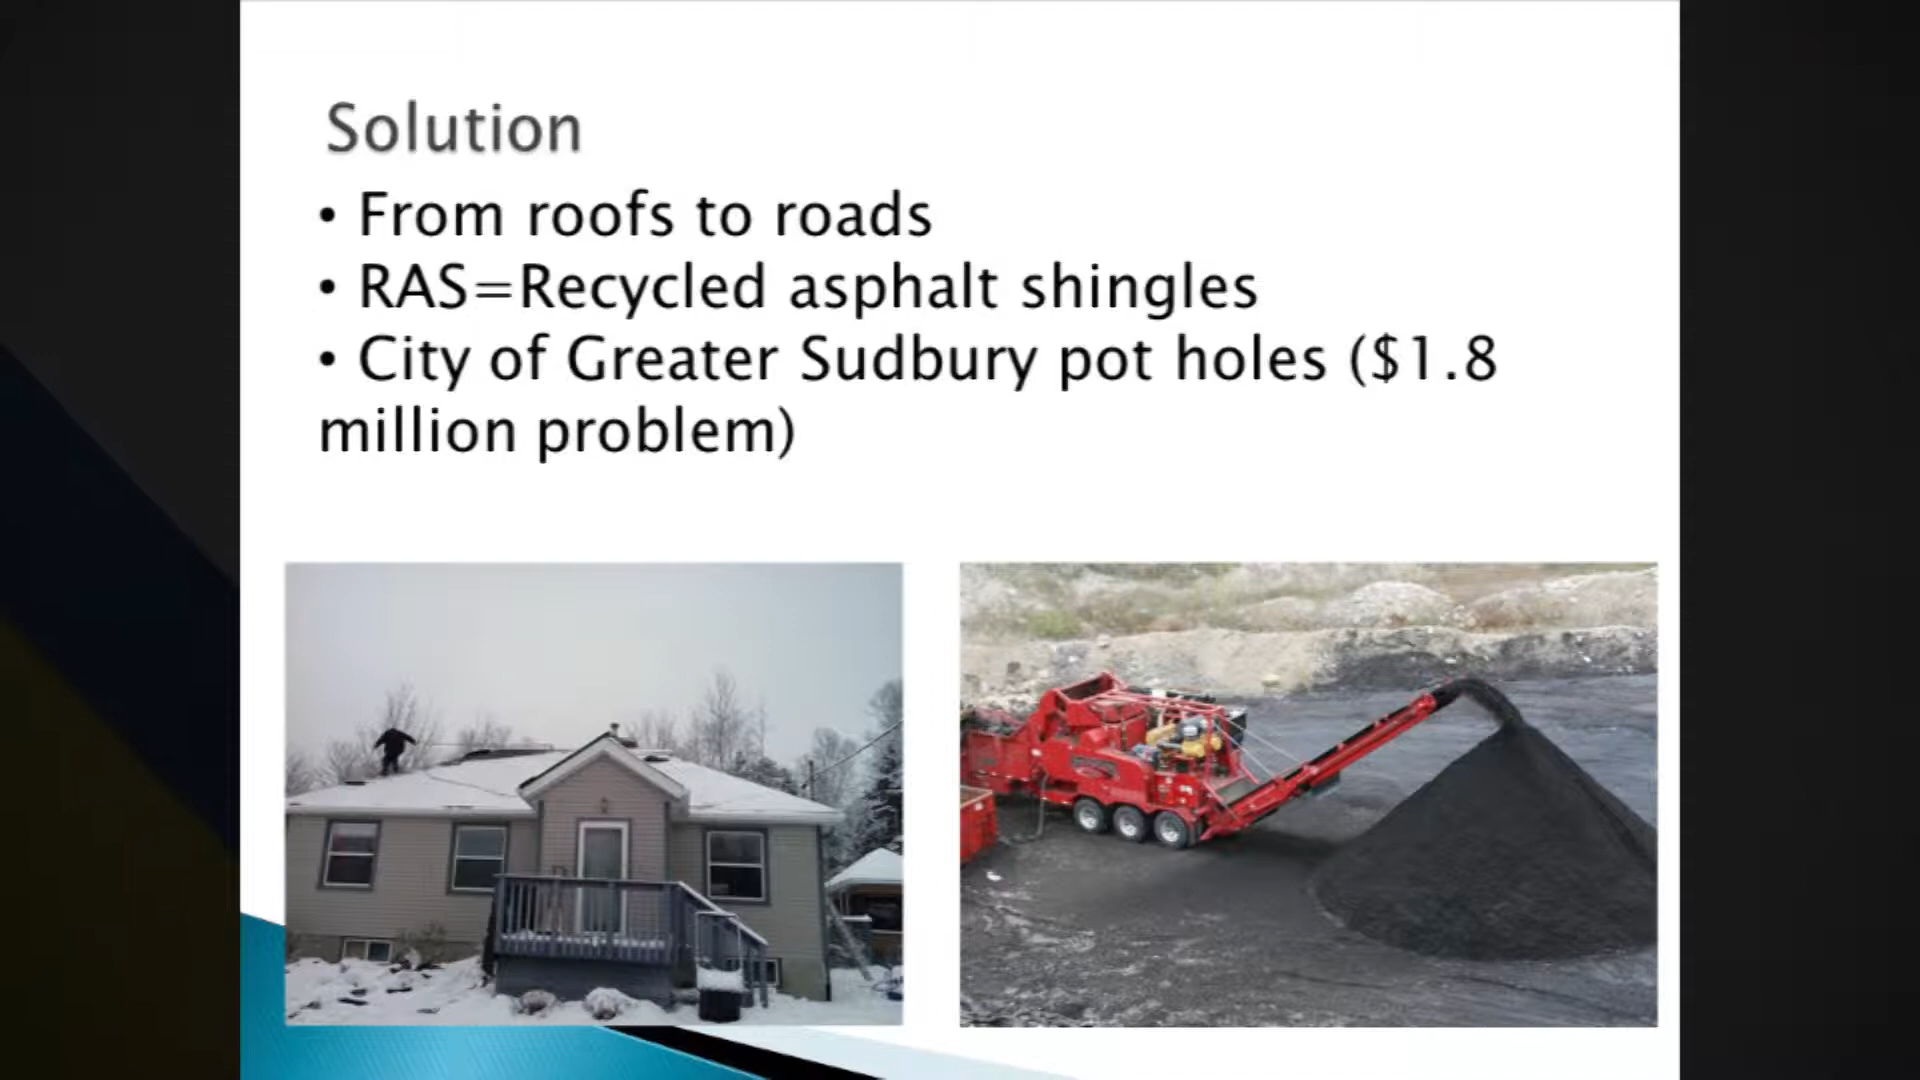 Solution
• From roofs to roads
• RAS=Recycled asphalt shingles
• City of Greater Sudbury pot holes ($1.8
million problem)